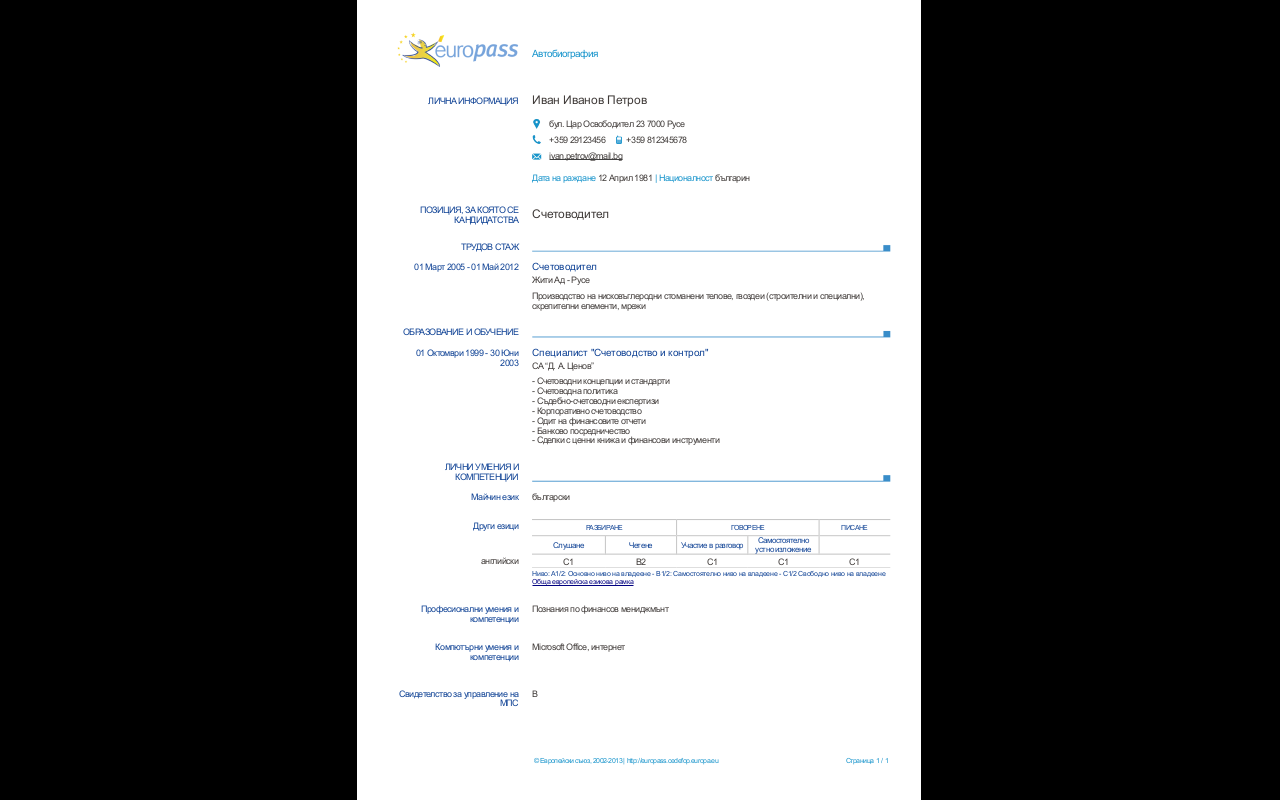 europass
Автобиография
ЛИЧНА ИНФОРМАЦИЯ
Иван Иванов Петров
бул. Цар Освободител 23 7000 Русе
+359 29123456 +359 812345678
ivan.petrov@mail.bg
Дата на раждане 12 Април 1981 | Националност българин
ПОЗИЦИЯ, ЗА КОЯТО СЕ
КАНДИДАТСТВА
Счетоводител
ТРУДОВ СТАЖ
01 Март 2005 - 01 Май 2012
Счетоводител
Жити Ад - Русе
Производство на нисковъглеродни стоманени телове, гвоздеи (строителни и специални),
скрепителни елементи, мрежи
ОБРАЗОВАНИЕ И ОБУЧЕНИЕ
01 Октомври 1999 - 30 Юни
2003
Специалист "Счетоводство и контрол"
СА "Д. А. Ценов"
- Счетоводни концепции и стандарти
- Счетоводна политика
- Съдебно-счетоводни експертизи
- Корпоративно счетоводство
- Одит на финансовите отчети
- Банково посредничество
- Сделки с ценни книжа и финансови инструменти
ЛИЧНИ УМЕНИЯ И
КОМПЕТЕНЦИИ
Майчин език
български
Други езици
РАЗБИРАНЕ ГОВОРЕНЕ ПИСАНЕ
Слушане Четене Участие в разговор Самостоятелно
устно изложение
английски C1 B2 C1 C1 C1
Ниво: A1/2: Основно ниво на владеене - B1/2: Самостоятелно ниво на владеене - C1/2 Свободно ниво на владеене
Обща европейска езикова рамка
Професионални умения и
компетенции
Познания по финансов мениджмънт
Компютърни умения и
компетенции
Microsoft Office, интернет
Свидетелство за управление на
МПС
B
© Европейски съюз, 2002-2013 | http://europass.cedefop.europa.eu
Страница 1 / 1